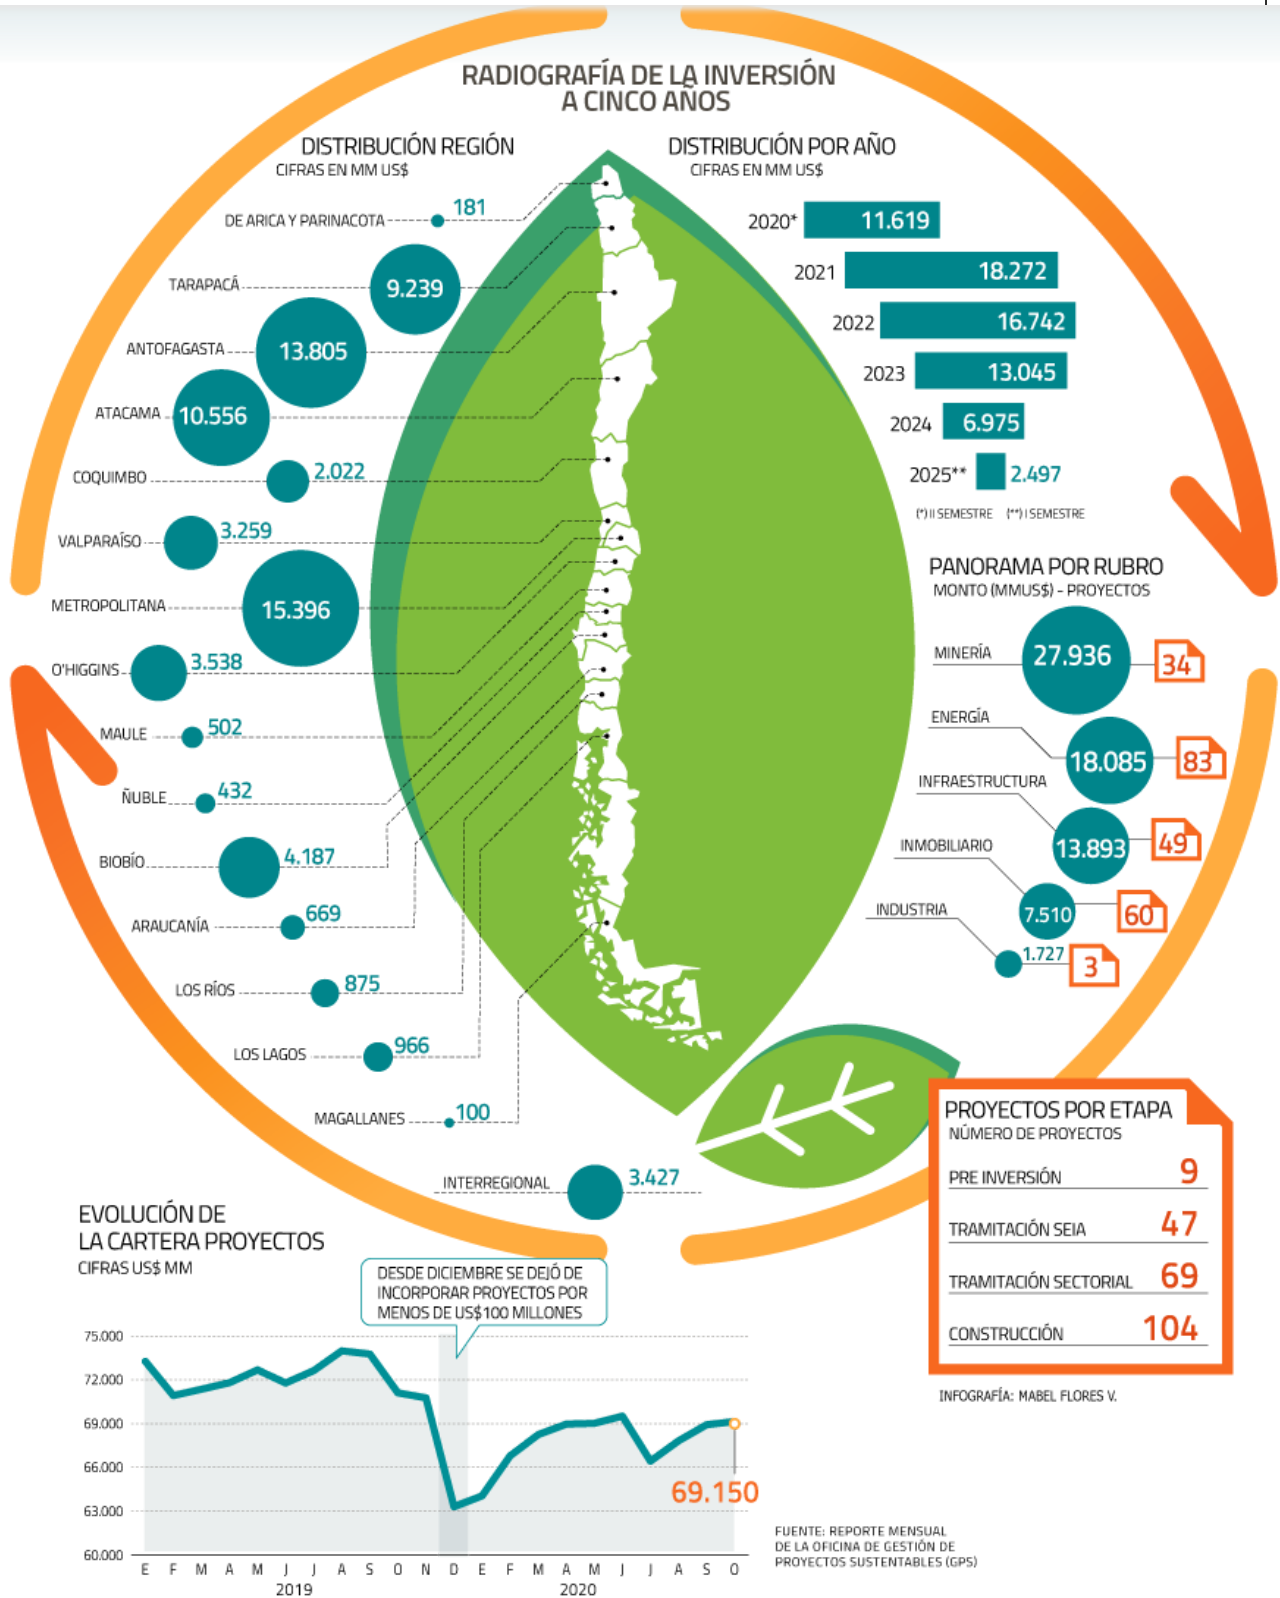 RADIOGRAFÍA DE LA INVERSIÓN
A CINCO AÑOS
DISTRIBUCIÓN REGIÓN
CIFRAS EN MM US$
DE ARICA Y PARINACOTA 181
TARAPACÁ 9.239
ANTOFAGASTA 13.805
ATACAMA 10.556
COQUIMBO 2.022
VALPARAÍSO 3.259
METROPOLITANA 15.396
O'HIGGINS 3.538
MAULE 502
ÑUBLE 432
BIOBÍO 4.187
ARAUCANÍA 669
LOS RÍOS 875
LOS LAGOS 966
MAGALLANES 100
INTERREGIONAL 3.427
DISTRIBUCIÓN POR AÑO
CIFRAS EN MM US$
2020* 11.619
2021 18.272
2022 16.742
2023 13.045
2024 6.975
2025** 2.497
(*) II SEMESTRE (**) I SEMESTRE
PANORAMA POR RUBRO
MONTO (MMUS$) - PROYECTOS
MINERÍA 27.936 34
ENERGÍA 18.085 83
INFRAESTRUCTURA 13.893 49
INMOBILIARIO 7.510 60
INDUSTRIA 1.727 3
PROYECTOS POR ETAPA
NÚMERO DE PROYECTOS
PRE INVERSIÓN 9
TRAMITACIÓN SEIA 47
TRAMITACIÓN SECTORIAL 69
CONSTRUCCIÓN 104
INFOGRAFÍA: MABEL FLORES V.
EVOLUCIÓN DE
LA CARTERA PROYECTOS
CIFRAS US$ MM
DESDE DICIEMBRE SE DEJÓ DE
INCORPORAR PROYECTOS POR
MENOS DE US$100 MILLONES
75.000
72.000
69.000
66.000
63.000
60.000
69.150
E F M A M J J A S O N D E F M A M J J A S O
2019 2020
FUENTE: REPORTE MENSUAL
DE LA OFICINA DE GESTIÓN DE
PROYECTOS SUSTENTABLES (GPS)